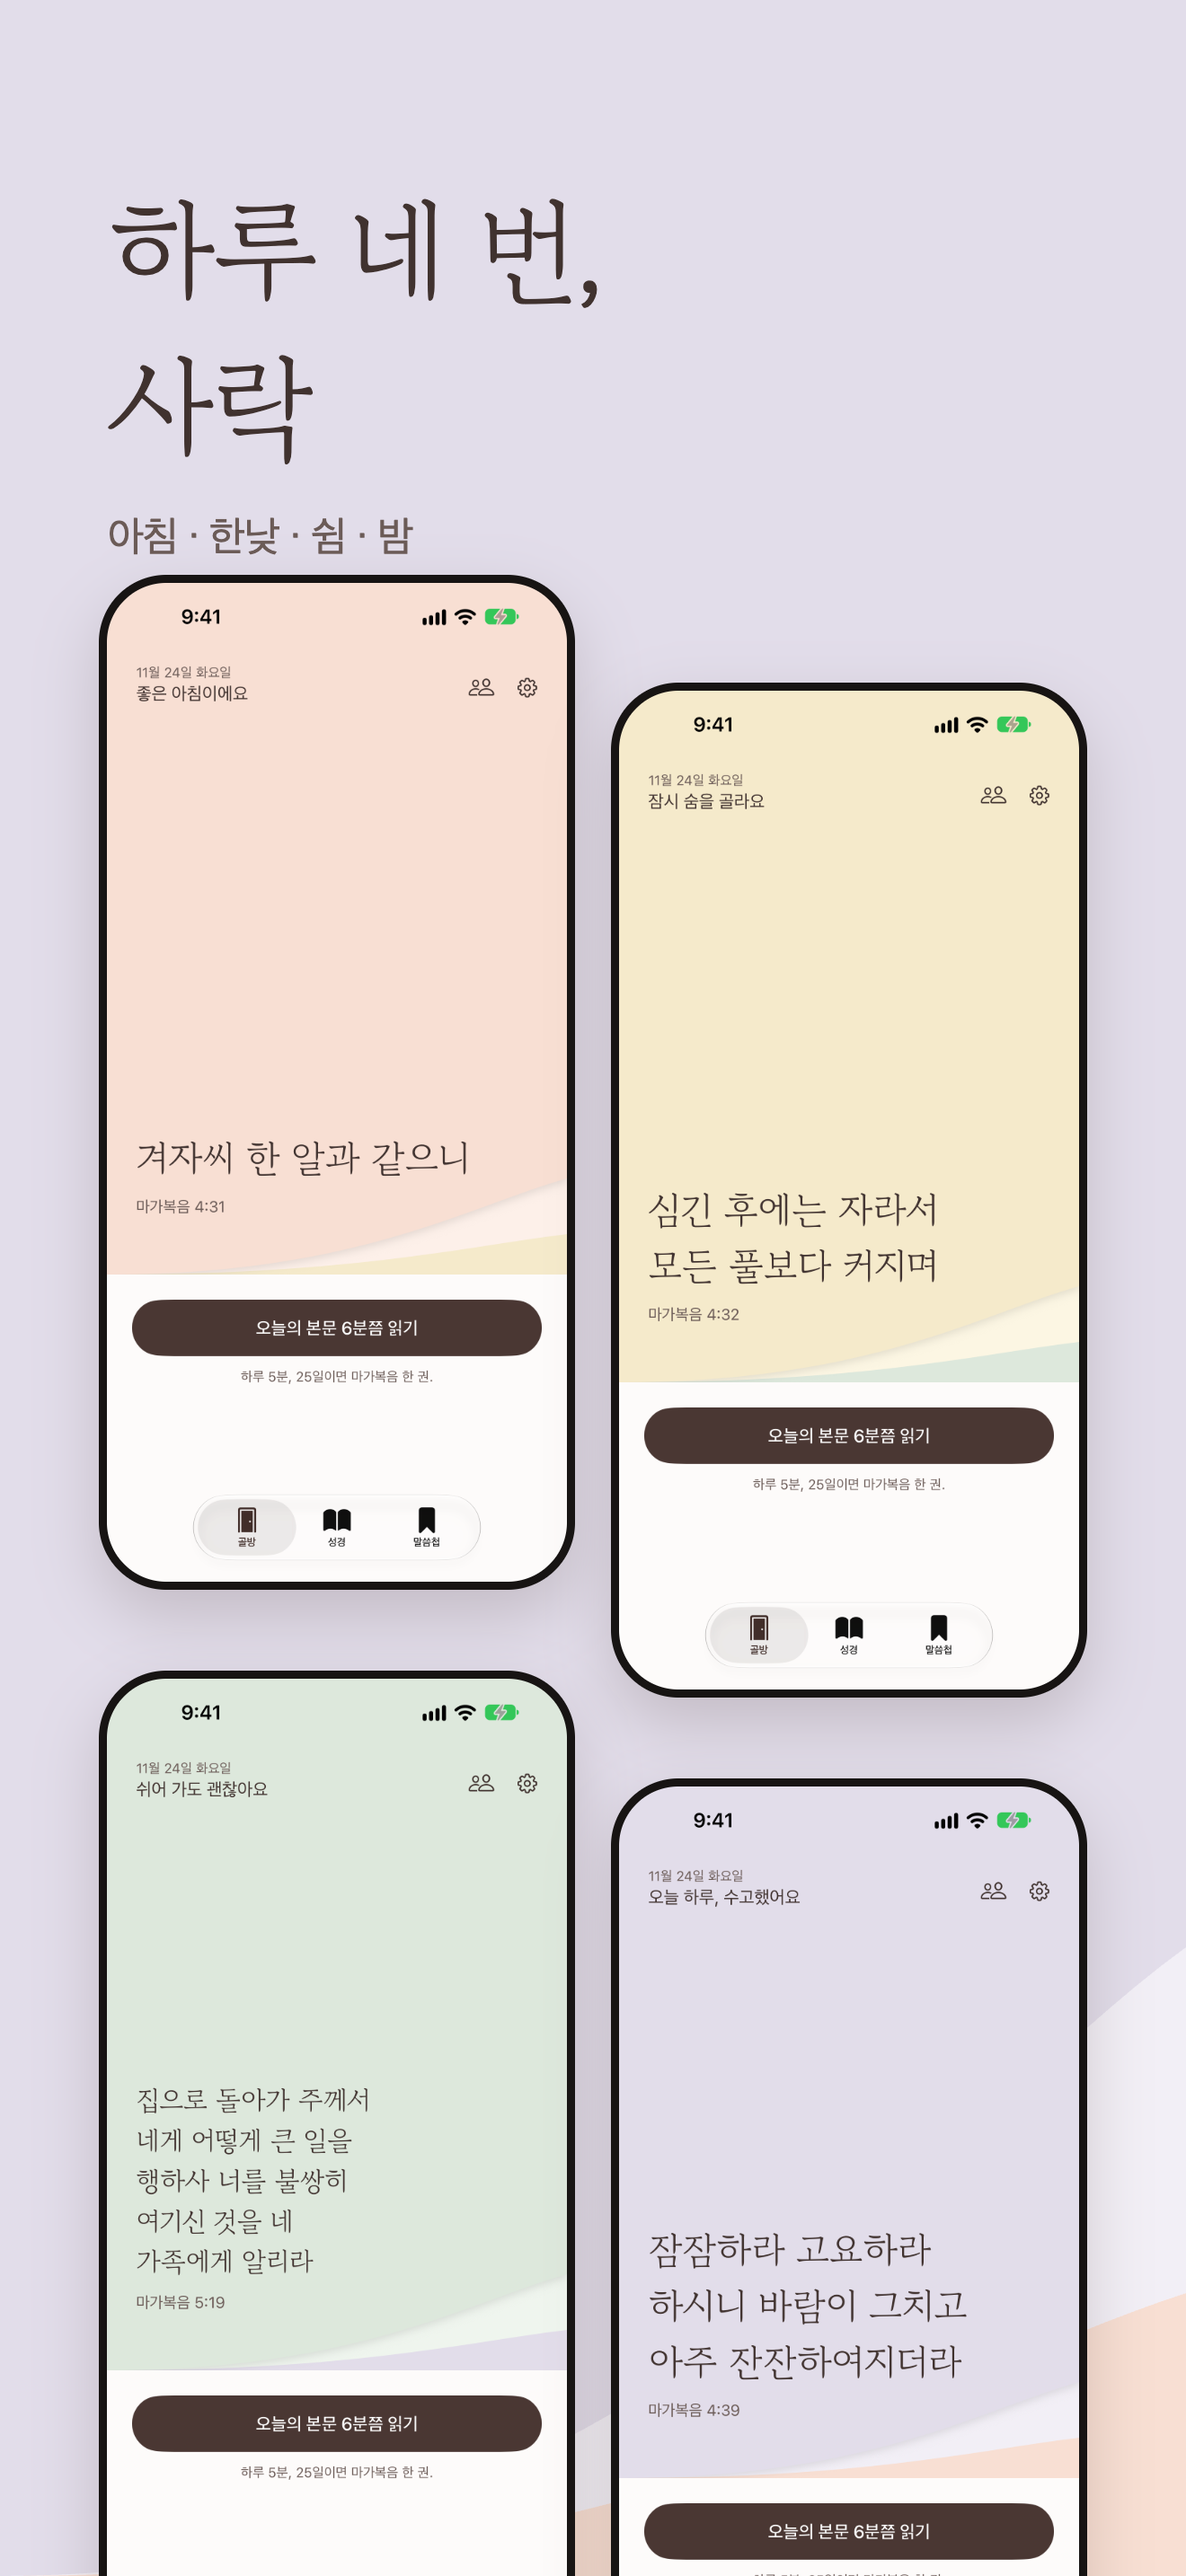 하루 네 번,
사락
아침 · 한낮 · 쉼 · 밤
9:41
11월 24일 화요일
좋은 아침이에요
겨자씨 한 알과 같으니
마가복음 4:31
오늘의 본문 6분쯤 읽기
하루 5분, 25일이면 마가복음 한 권.
골방
성경
말씀첩
9:41
11월 24일 화요일
잠시 숨을 골라요
심긴 후에는 자라서
모든 풀보다 커지며
마가복음 4:32
오늘의 본문 6분쯤 읽기
하루 5분, 25일이면 마가복음 한 권.
골방
성경
말씀첩
9:41
11월 24일 화요일
쉬어 가도 괜찮아요
집으로 돌아가 주께서
네게 어떻게 큰 일을
행하사 너를 불쌍히
여기신 것을 네
가족에게 알리라
마가복음 5:19
오늘의 본문 6분쯤 읽기
하루 5분, 25일이면 마가복음 한 권.
9:41
11월 24일 화요일
오늘 하루, 수고했어요
잠잠하라 고요하라
하시니 바람이 그치고
아주 잔잔하여지더라
마가복음 4:39
오늘의 본문 6분쯤 읽기